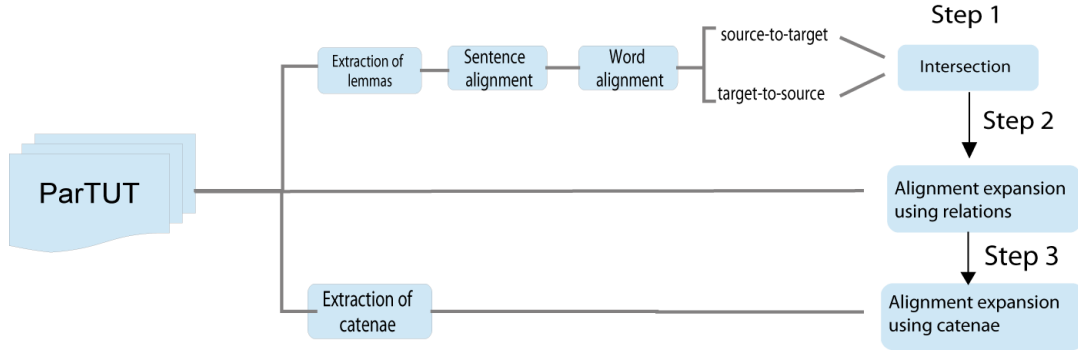 Step 1
source-to-target
Extraction of
lemmas
Sentence
alignment
Word
alignment
Intersection
target-to-source
Step 2
ParTUT
Alignment expansion
using relations
Step 3
Extraction of
catenae
Alignment expansion
using catenae